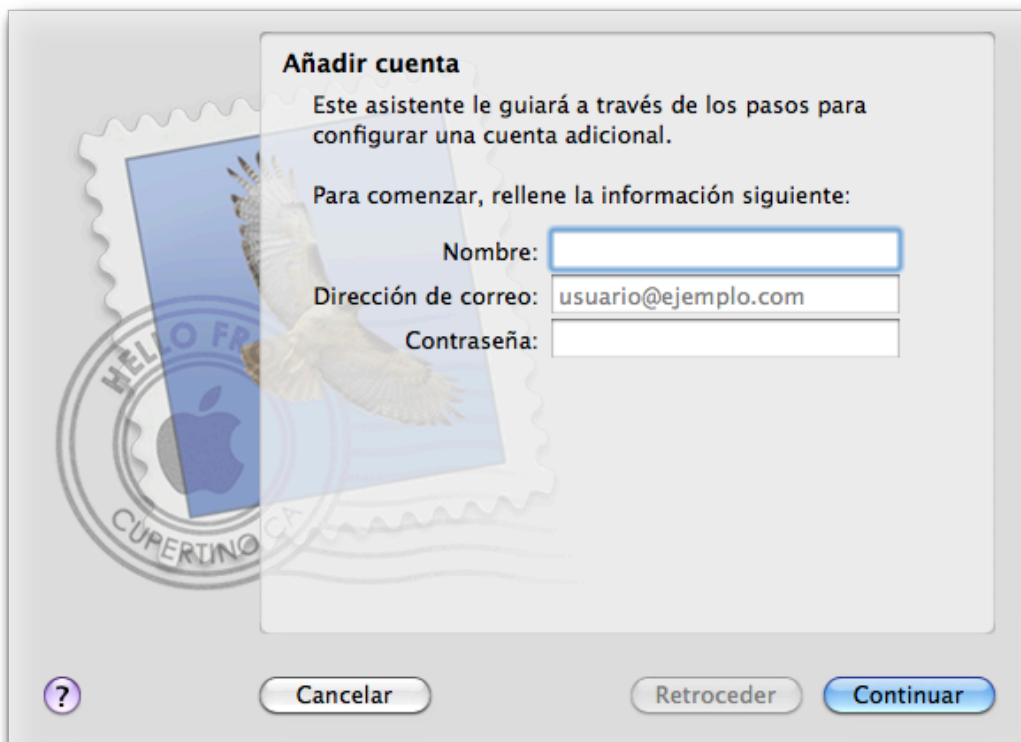 Añadir cuenta
Este asistente le guiará a través de los pasos para
configurar una cuenta adicional.
Para comenzar, rellene la información siguiente:
Nombre:
Dirección de correo: usuario@ejemplo.com
Contraseña:
HELLO FRO
CUPERTINO CA
? Cancelar Retroceder Continuar